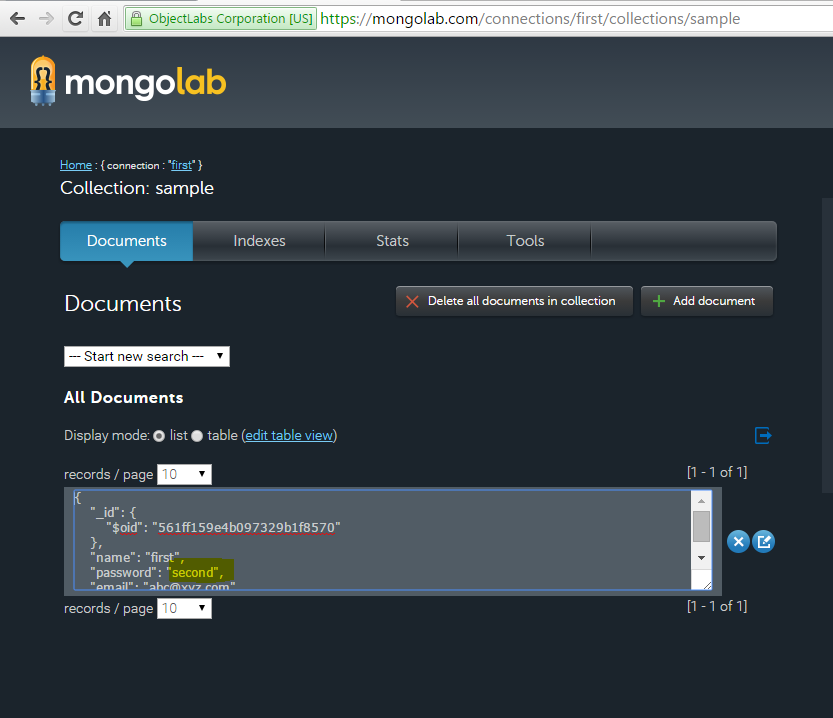 ObjectLabs Corporation [US] https://mongolab.com/connections/first/collections/sample
mongolab
Home : { connection : "first" }
Collection: sample
Documents Indexes Stats Tools
Documents
Delete all documents in collection
Add document
--- Start new search ---
All Documents
Display mode: list table (edit table view)
records / page 10 [1 - 1 of 1]
{
"_id": {
"$oid": "561ff159e4b097329b1f8570"
},
"name": "first",
"password": "second",
"email": "abc@xyz.com"
records / page 10 [1 - 1 of 1]